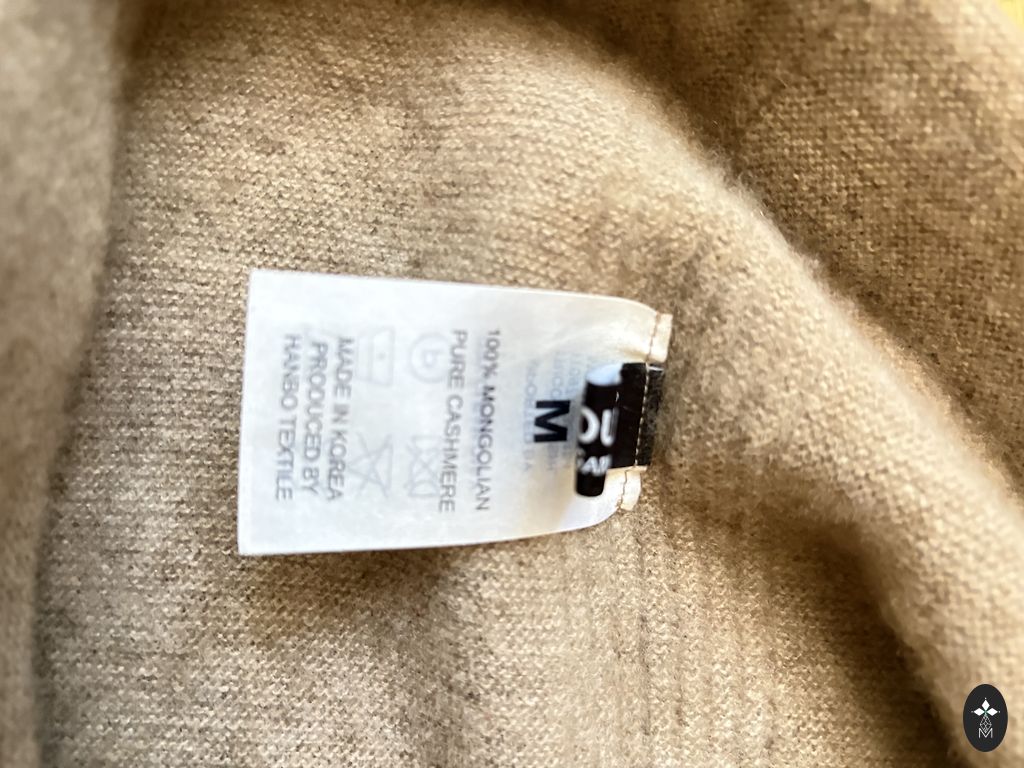 M
100% MONGOLIAN
PURE CASHMERE
MADE IN KOREA
PRODUCED BY
HANBO TEXTILE
M